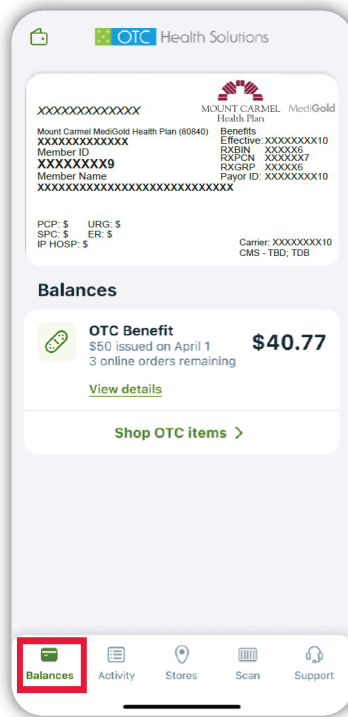 OTC Health Solutions
XXXXXXXXXXXXX
MOUNT CARMEL MediGold
Health Plan
Mount Carmel MediGold Health Plan (80840)
XXXXXXXXXXXXX
Member ID
XXXXXXXX9
Member Name
XXXXXXXXXXXXXXXXXXXXXXXXXXXX
Benefits
Effective:XXXXXXXX10
RXBIN XXXXX6
RXPCN XXXXXX7
RXGRP XXXXX6
Payor ID: XXXXXXXX10
PCP: $ URG: $
SPC: $ ER: $
IP HOSP: $
Carrier: XXXXXXXX10
CMS - TBD; TDB
Balances
OTC Benefit
$50 issued on April 1
3 online orders remaining
$40.77
View details
Shop OTC items >
Balances Activity Stores Scan Support